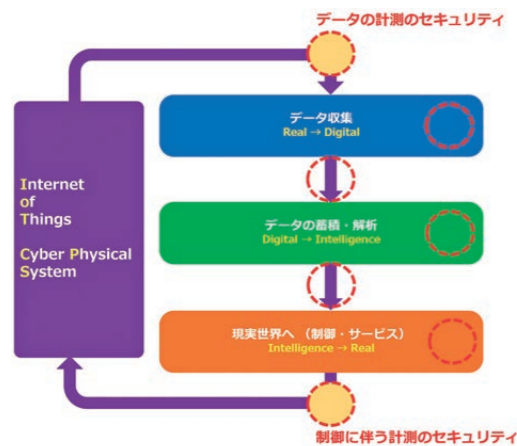 データの計測のセキュリティ
データ収集
Real → Digital
Internet
of
Things
Cyber Physical
System
データの蓄積・解析
Digital → Intelligence
現実世界へ （制御・サービス）
Intelligence → Real
制御に伴う計測のセキュリティ